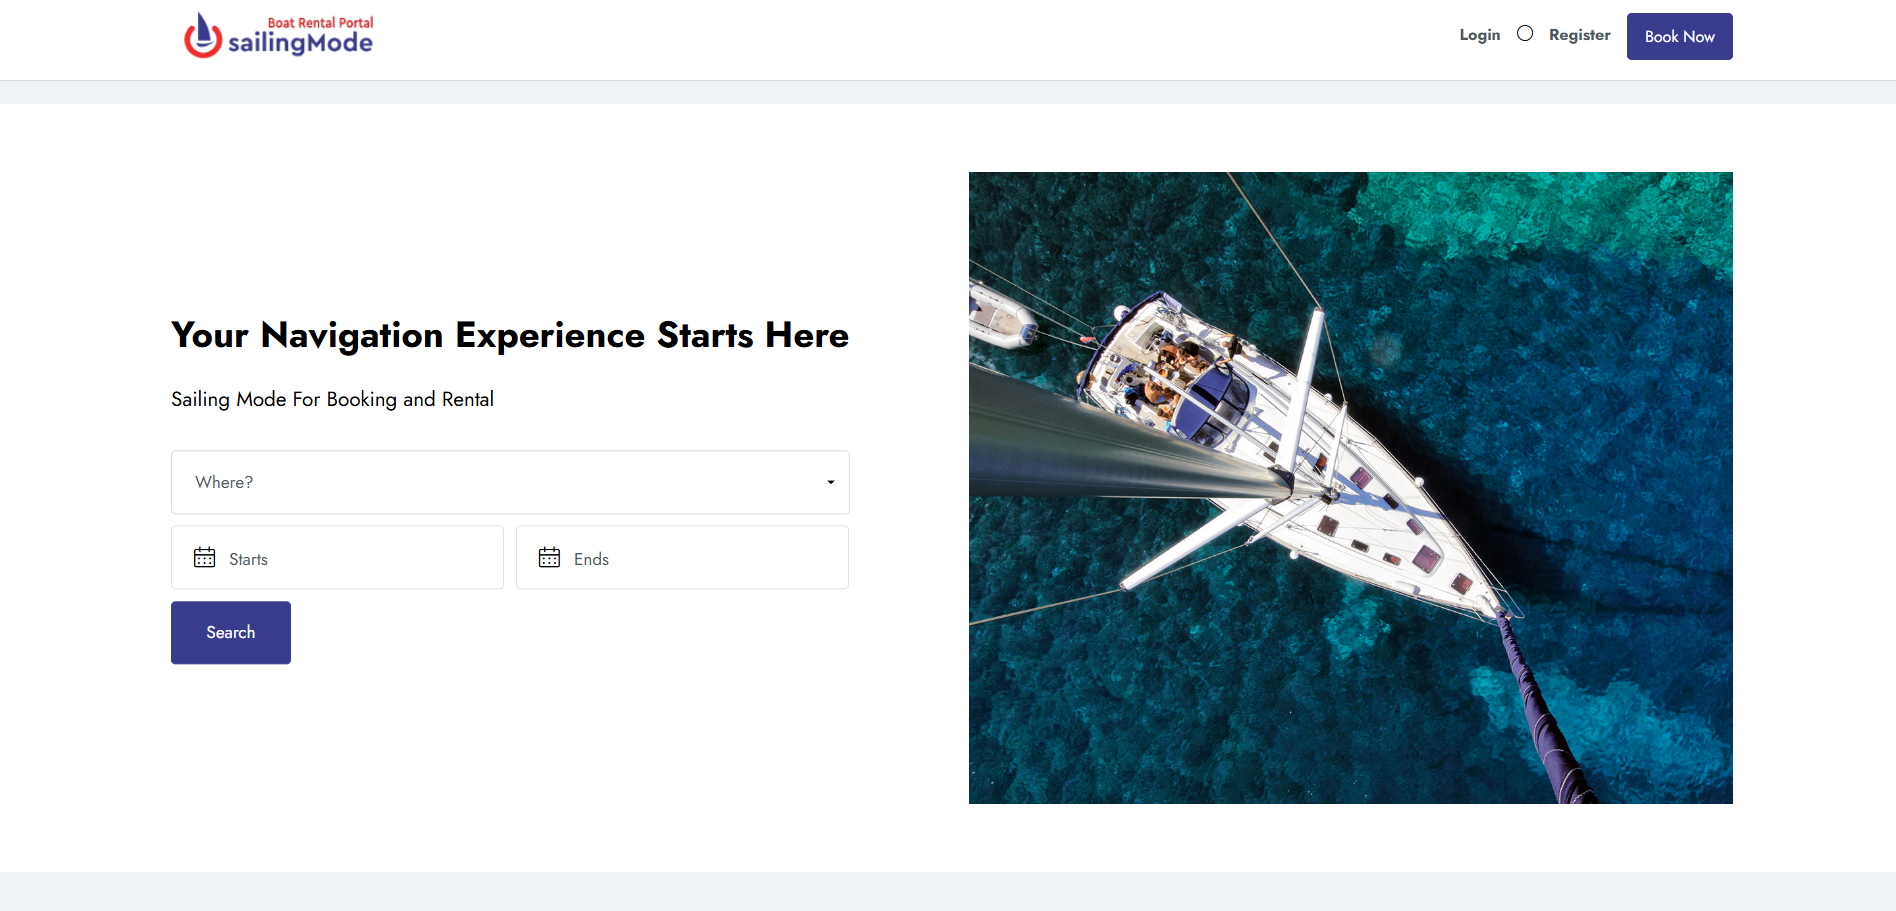 Boat Rental Portal
sailingMode
Login
Register
Book Now
Your Navigation Experience Starts Here
Sailing Mode For Booking and Rental
Where?
Starts
Ends
Search